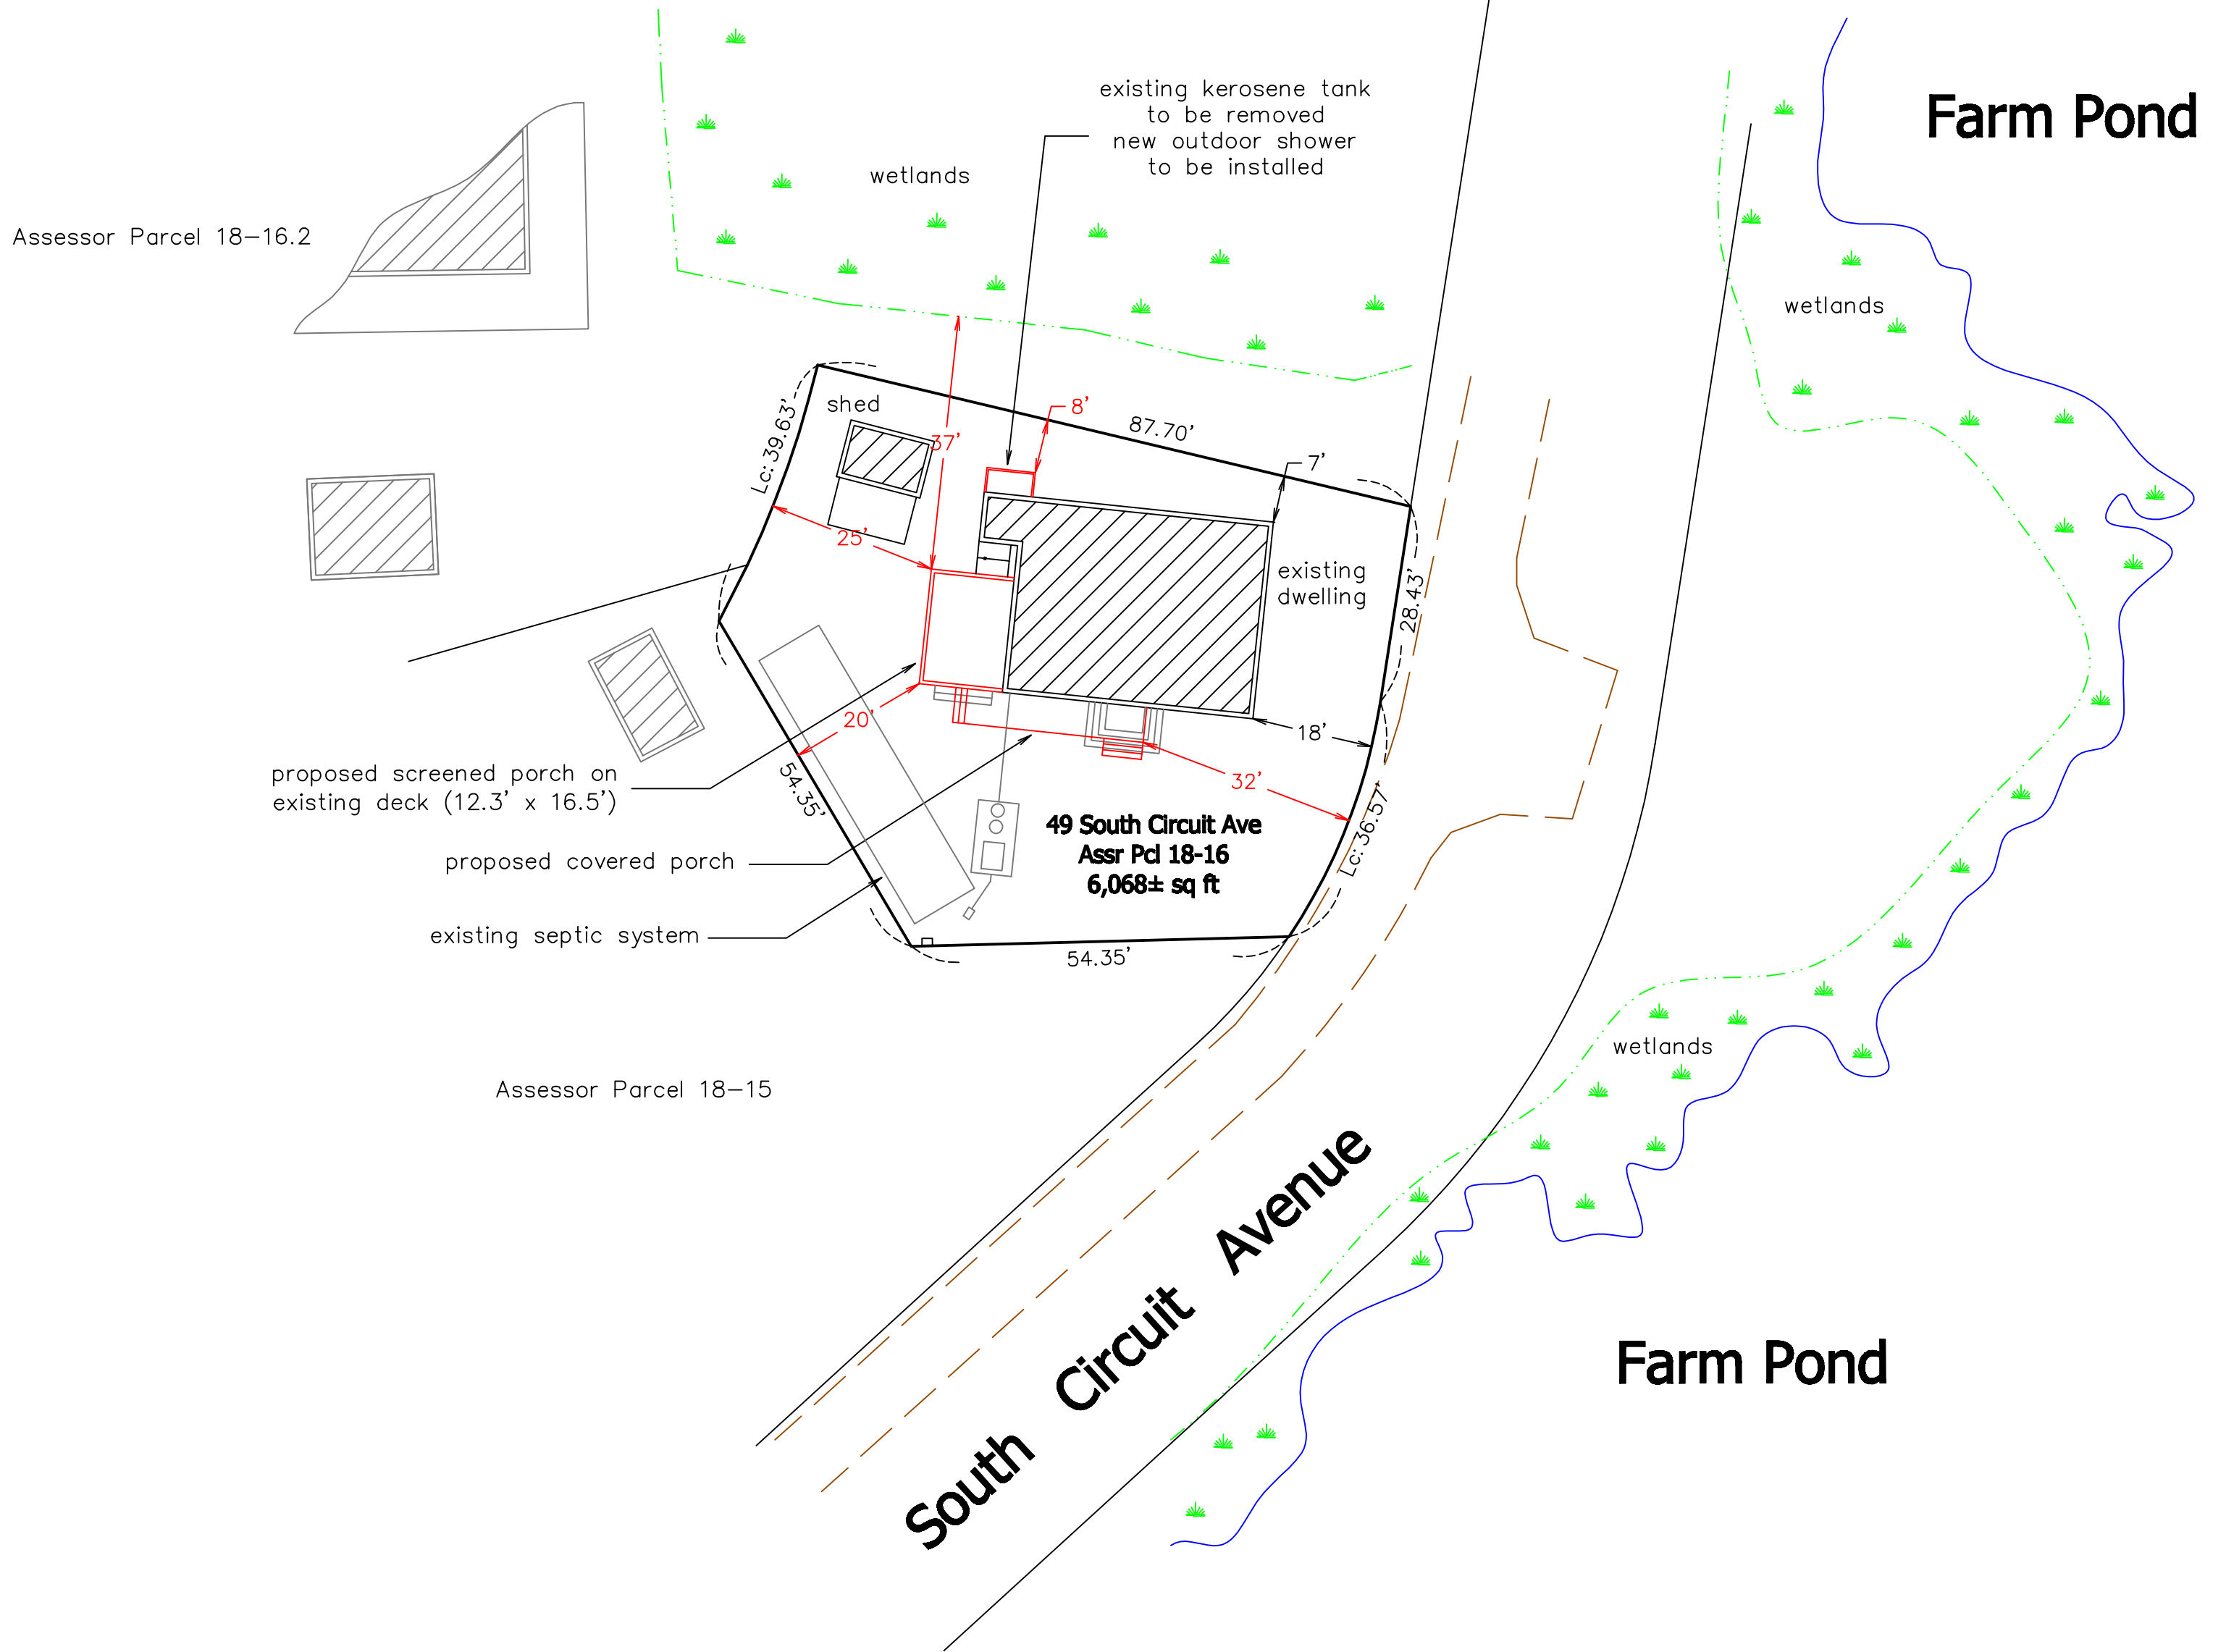 existing kerosene tank
to be removed
new outdoor shower
to be installed
Farm Pond
wetlands
Assessor Parcel 18-16.2
wetlands
shed
8'
37'
87.70'
Lc: 39.63'
7'
25'
existing
dwelling
28.43'
20'
18'
proposed screened porch on
existing deck (12.3' x 16.5')
54.35'
32'
Lc: 36.57'
49 South Circuit Ave
Assr Pcl 18-16
6,068± sq ft
proposed covered porch
existing septic system
54.35'
wetlands
Assessor Parcel 18-15
South Circuit Avenue
Farm Pond